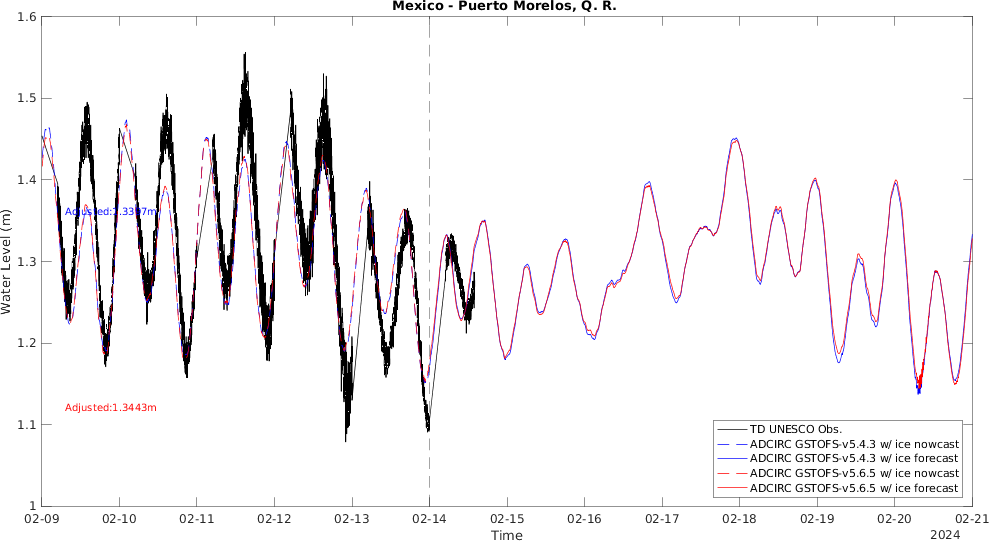 Mexico - Puerto Morelos, Q. R.
1.6
1.5
1.4
1.3
1.2
1.1
1
Water Level (m)
Adjusted:1.3443m
TD UNESCO Obs.
ADCIRC GSTOFS-v5.4.3 w/ ice nowcast
ADCIRC GSTOFS-v5.4.3 w/ ice forecast
ADCIRC GSTOFS-v5.6.5 w/ ice nowcast
ADCIRC GSTOFS-v5.6.5 w/ ice forecast
02-09 02-10 02-11 02-12 02-13 02-14 02-15 02-16 02-17 02-18 02-19 02-20 02-21
Time
2024